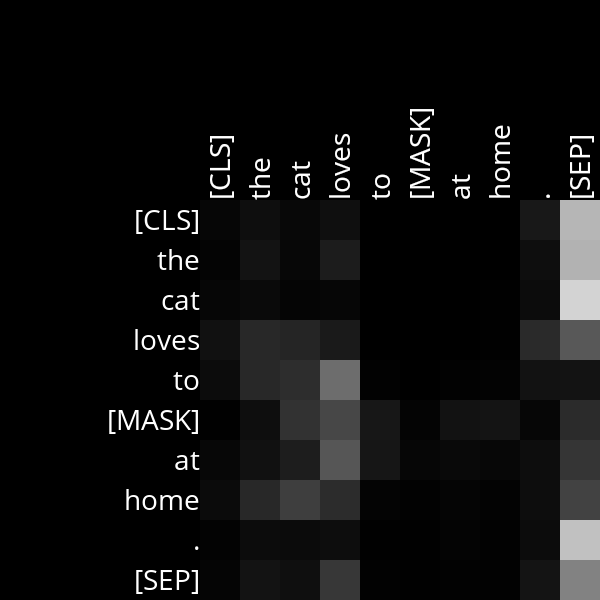 [CLS]
the
cat
loves
to
[MASK]
at
home
.
[SEP]
[CLS]
the
cat
loves
to
[MASK]
at
home
.
[SEP]